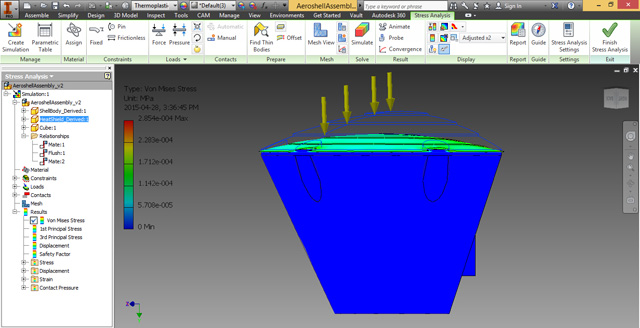 Thermoplasti
*Default(8)
AeroshellAssembl...
Type a keyword or phrase
Sign In
PRO
Assemble Simplify Design 3D Model Sketch Inspect Tools CAM Manage View Environments Get Started Vault Autodesk 360 Stress Analysis
Create Simulation
Parametric Table
Assign
Fixed
Pin
Frictionless
Force
Pressure
Automatic
Manual
Find Thin Bodies
Midsurface
Offset
Mesh View
Simulate
Animate
Probe
Convergence
Adjusted x2
Report
Guide
Stress Analysis Settings
Finish Stress Analysis
Manage Material Constraints Loads Contacts Prepare Mesh Solve Result Display Report Guide Settings Exit
Stress Analysis
AeroshellAssembly_v2
Simulation:1
AeroshellAssembly_v2
ShellBody_Derived:1
HeatShield_Derived:1
Cube:1
Relationships
Mate:1
Flush:1
Mate:2
Material
Constraints
Loads
Contacts
Mesh
Results
Von Mises Stress
1st Principal Stress
3rd Principal Stress
Displacement
Safety Factor
Stress
Displacement
Strain
Contact Pressure
Type: Von Mises Stress
Unit: MPa
2015-04-28, 3:36:45 PM
2.854e-004 Max
2.283e-004
1.712e-004
1.142e-004
5.708e-005
0 Min
Z